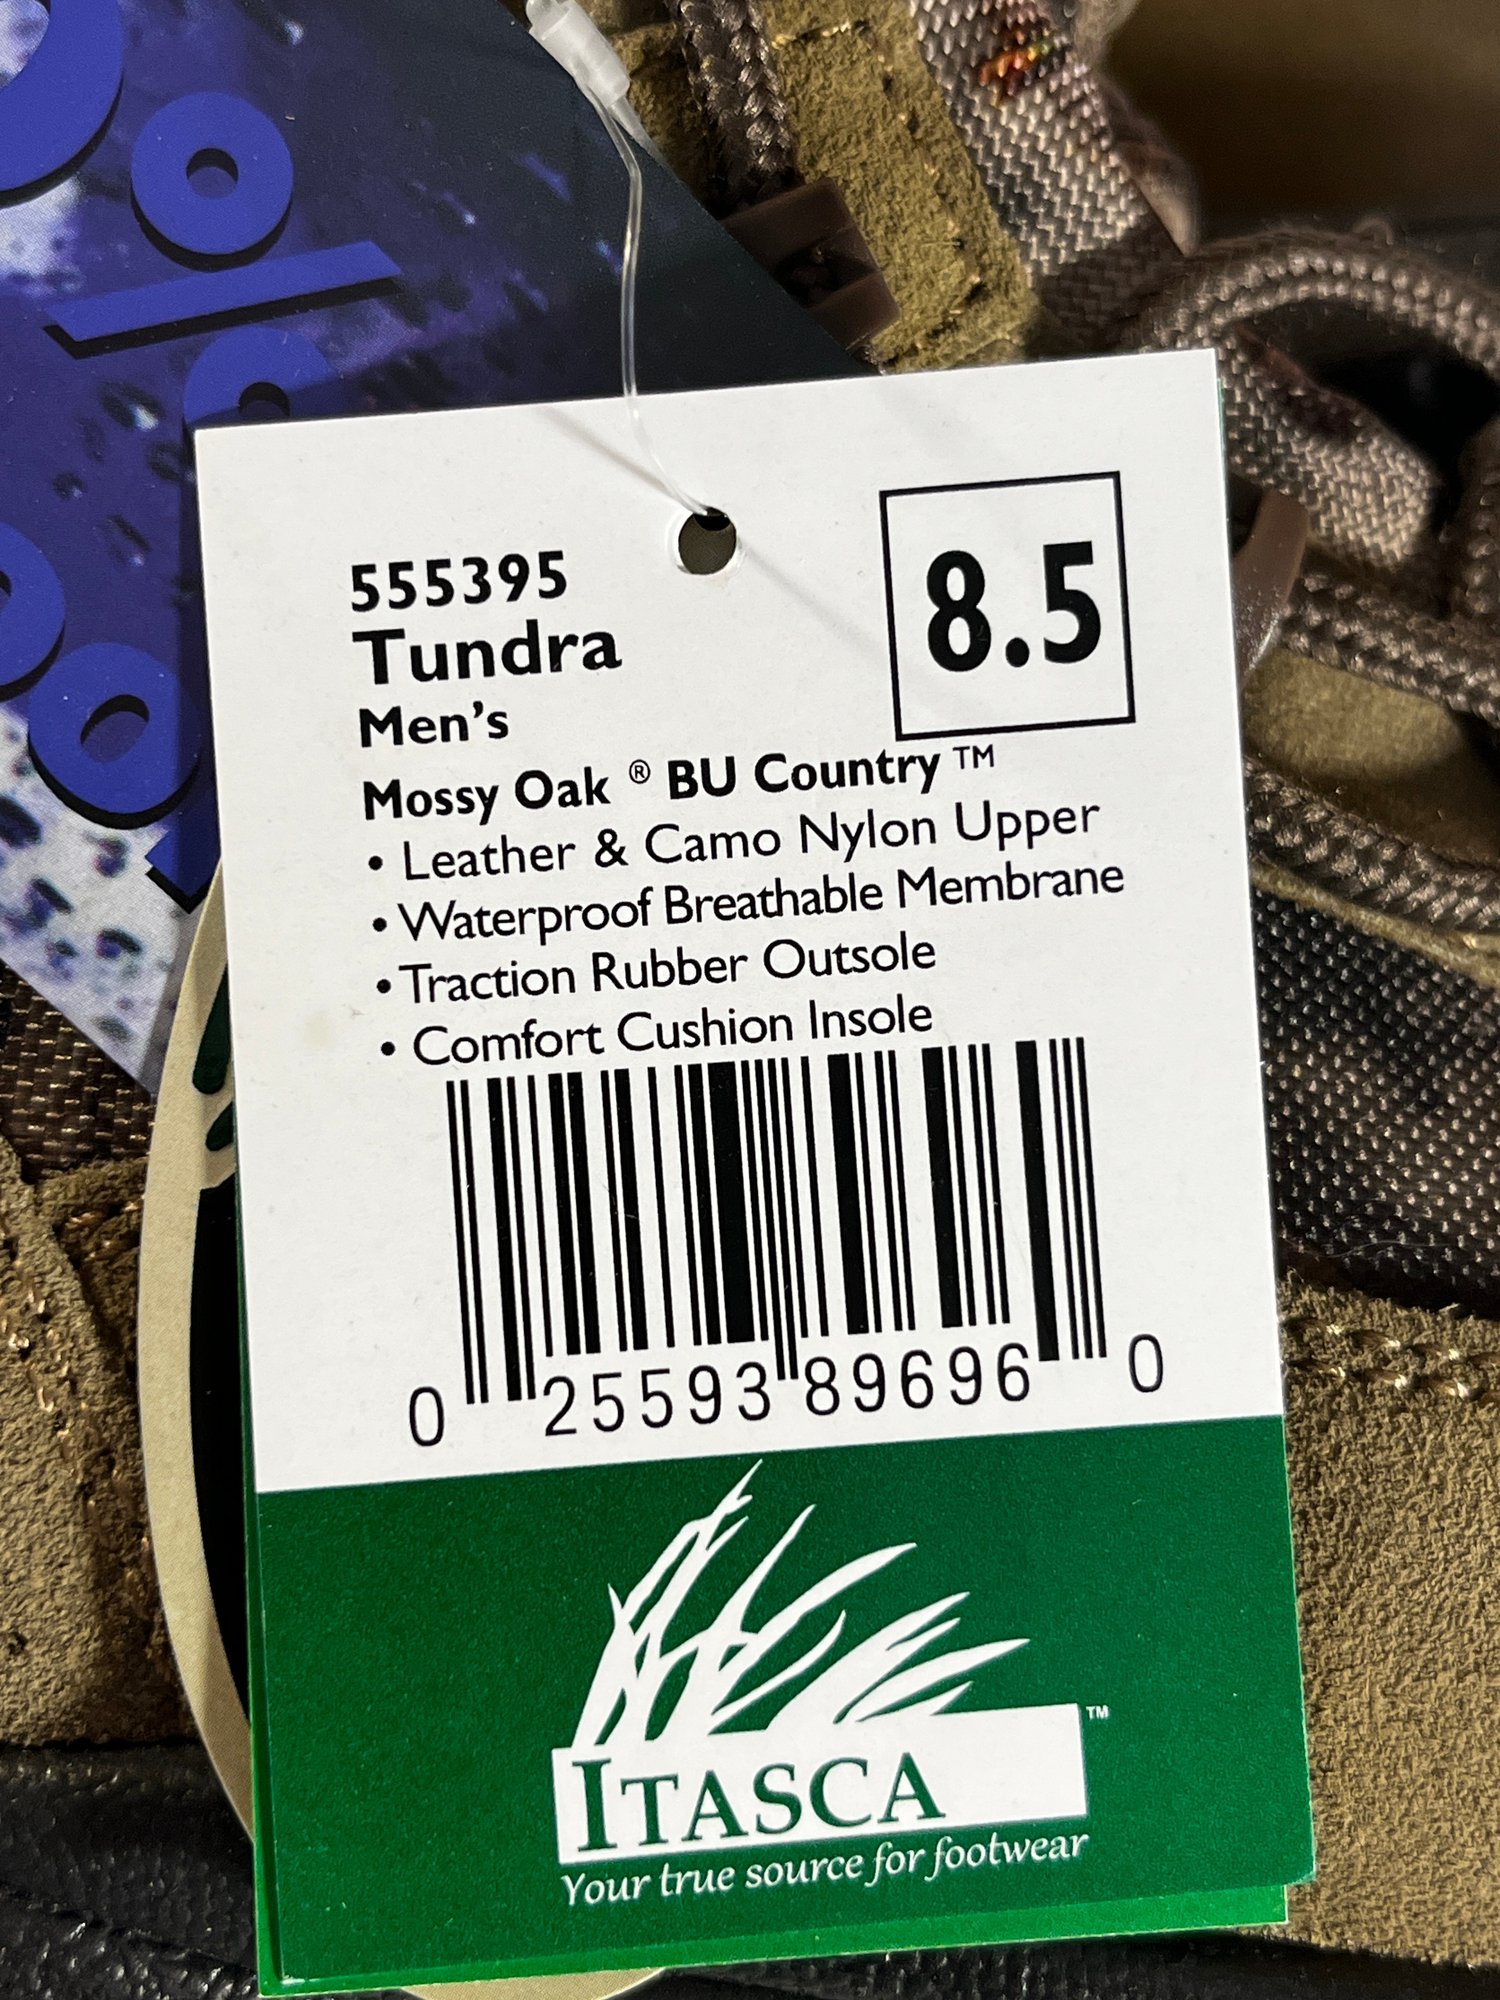 555395
8.5
Tundra
Men's
Mossy Oak ® BU Country ™
• Leather & Camo Nylon Upper
• Waterproof Breathable Membrane
• Traction Rubber Outsole
• Comfort Cushion Insole
0 25593 89696 0
ITASCA ™
Your true source for footwear